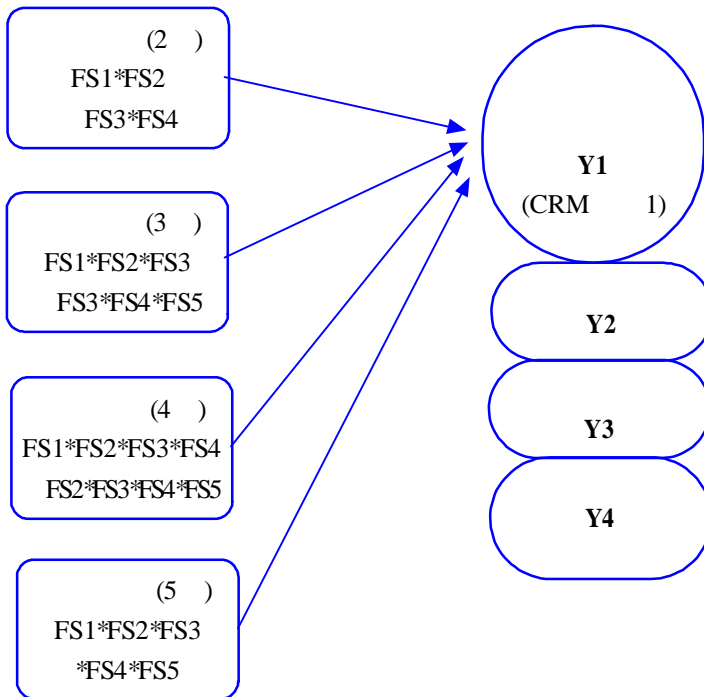 (2 )
FS1*FS2
FS3*FS4
(3 )
FS1*FS2*FS3
FS3*FS4*FS5
(4 )
FS1*FS2*FS3*FS4
FS2*FS3*FS4*FS5
(5 )
FS1*FS2*FS3
*FS4*FS5
Y1
(CRM 1)
Y2
Y3
Y4